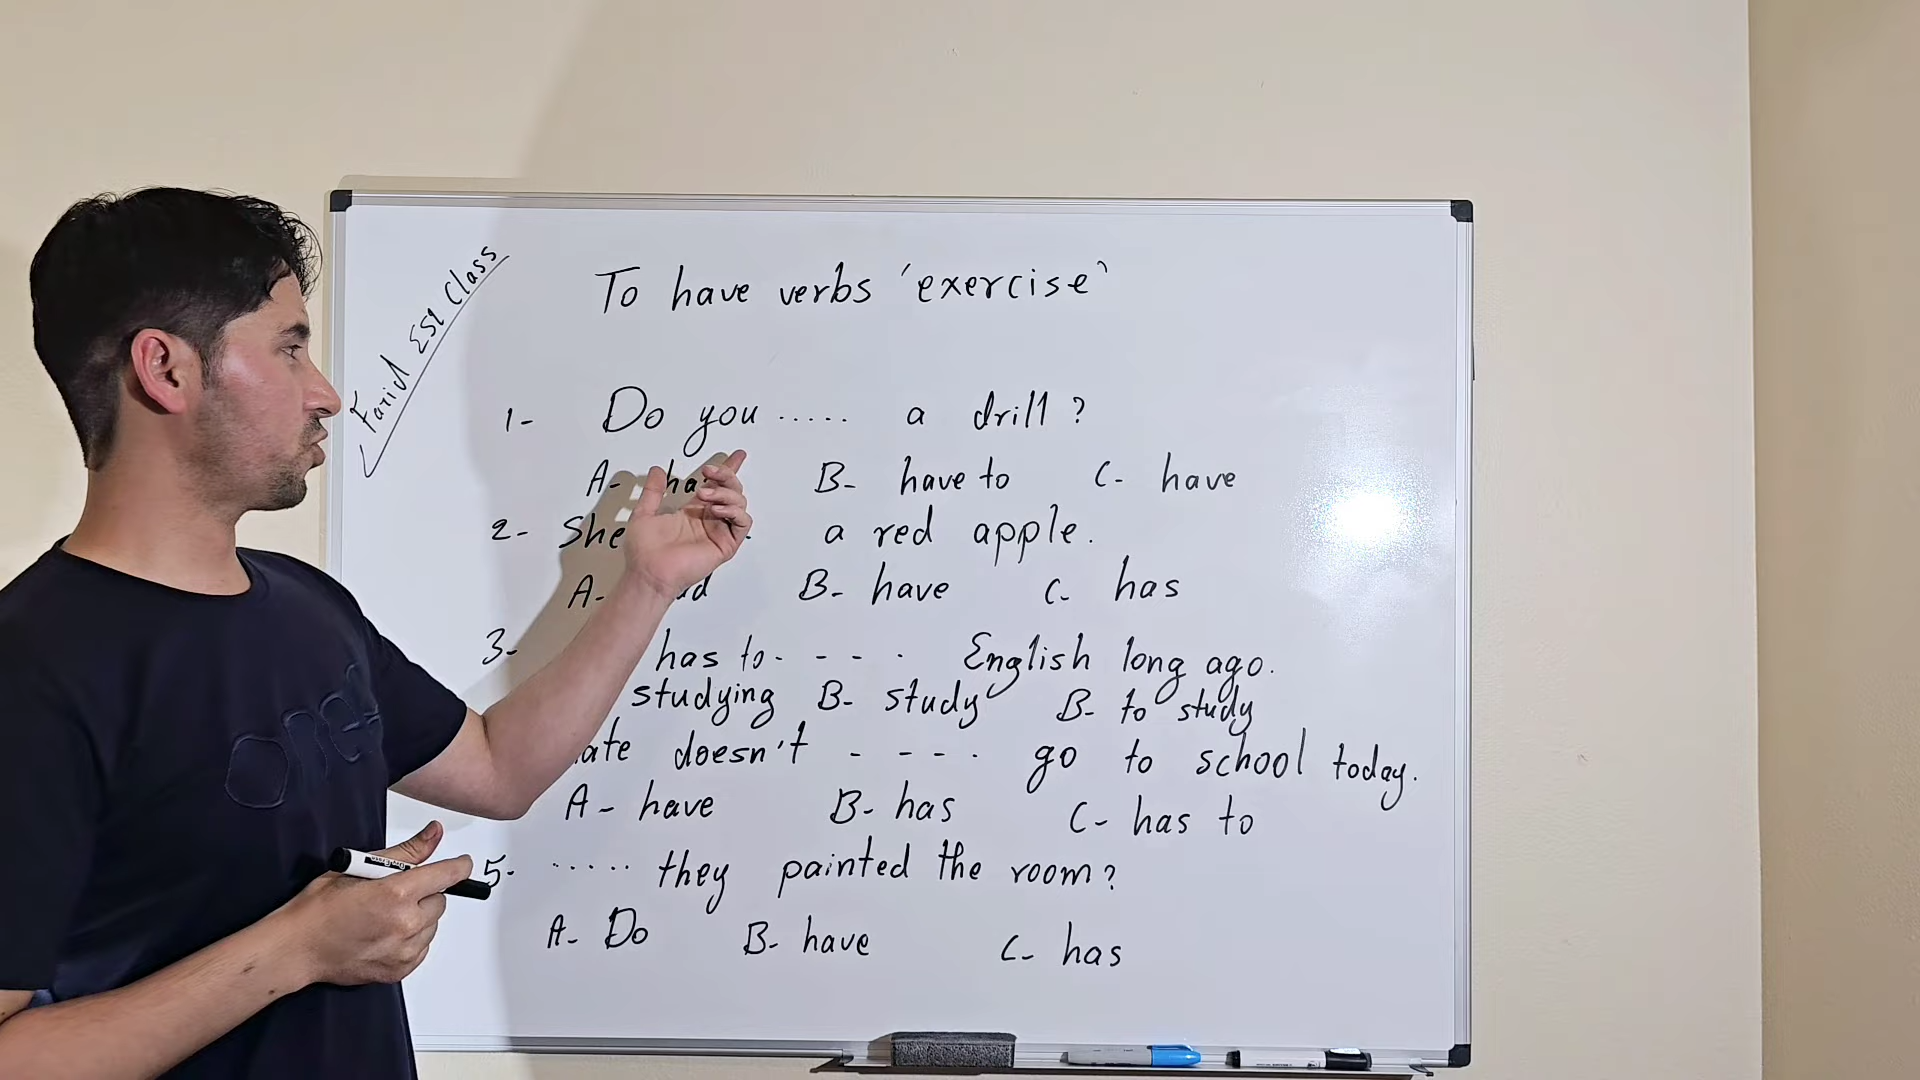 Farid ESL Class
To have verbs 'exercise'
1- Do you ..... a drill?
A- B- have to C- have
2- She a red apple.
A- B- have C- has
3- has to - - - . English long ago.
studying B- study B- to study
doesn't - - - . go to school today.
A- have B- has C- has to
5- ..... they painted the room?
A- Do B- have C- has